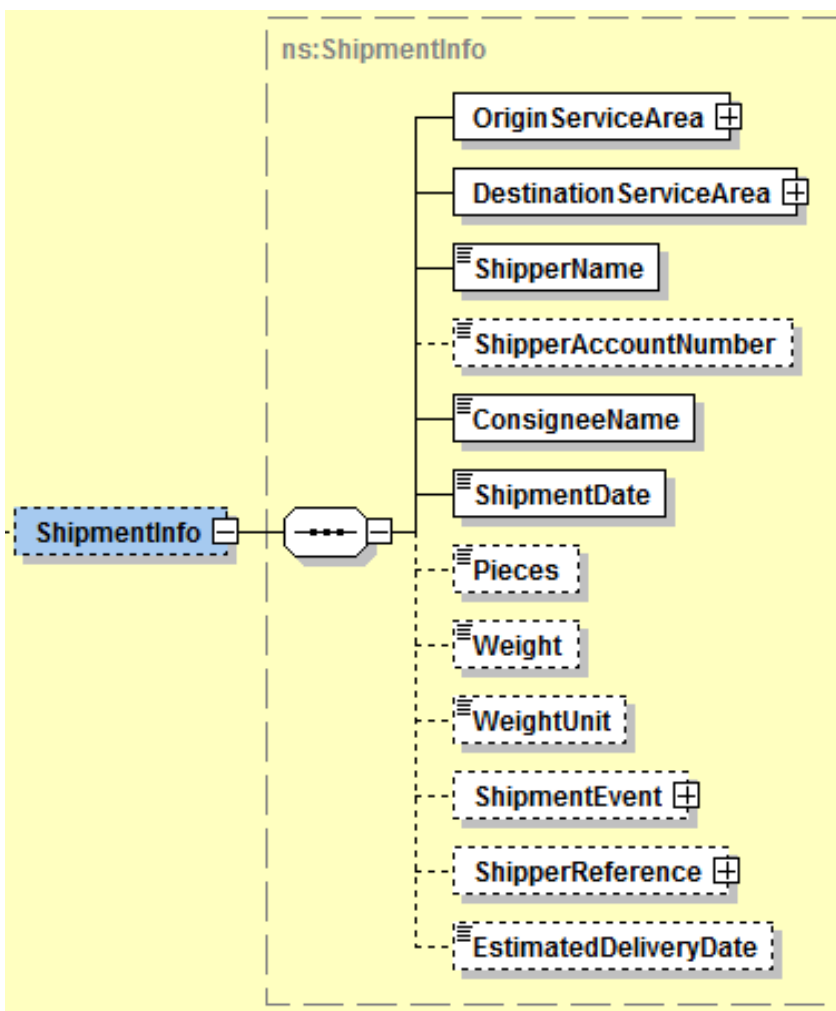 ns:ShipmentInfo
OriginServiceArea
DestinationServiceArea
ShipperName
ShipperAccountNumber
ConsigneeName
ShipmentDate
ShipmentInfo
Pieces
Weight
WeightUnit
ShipmentEvent
ShipperReference
EstimatedDeliveryDate